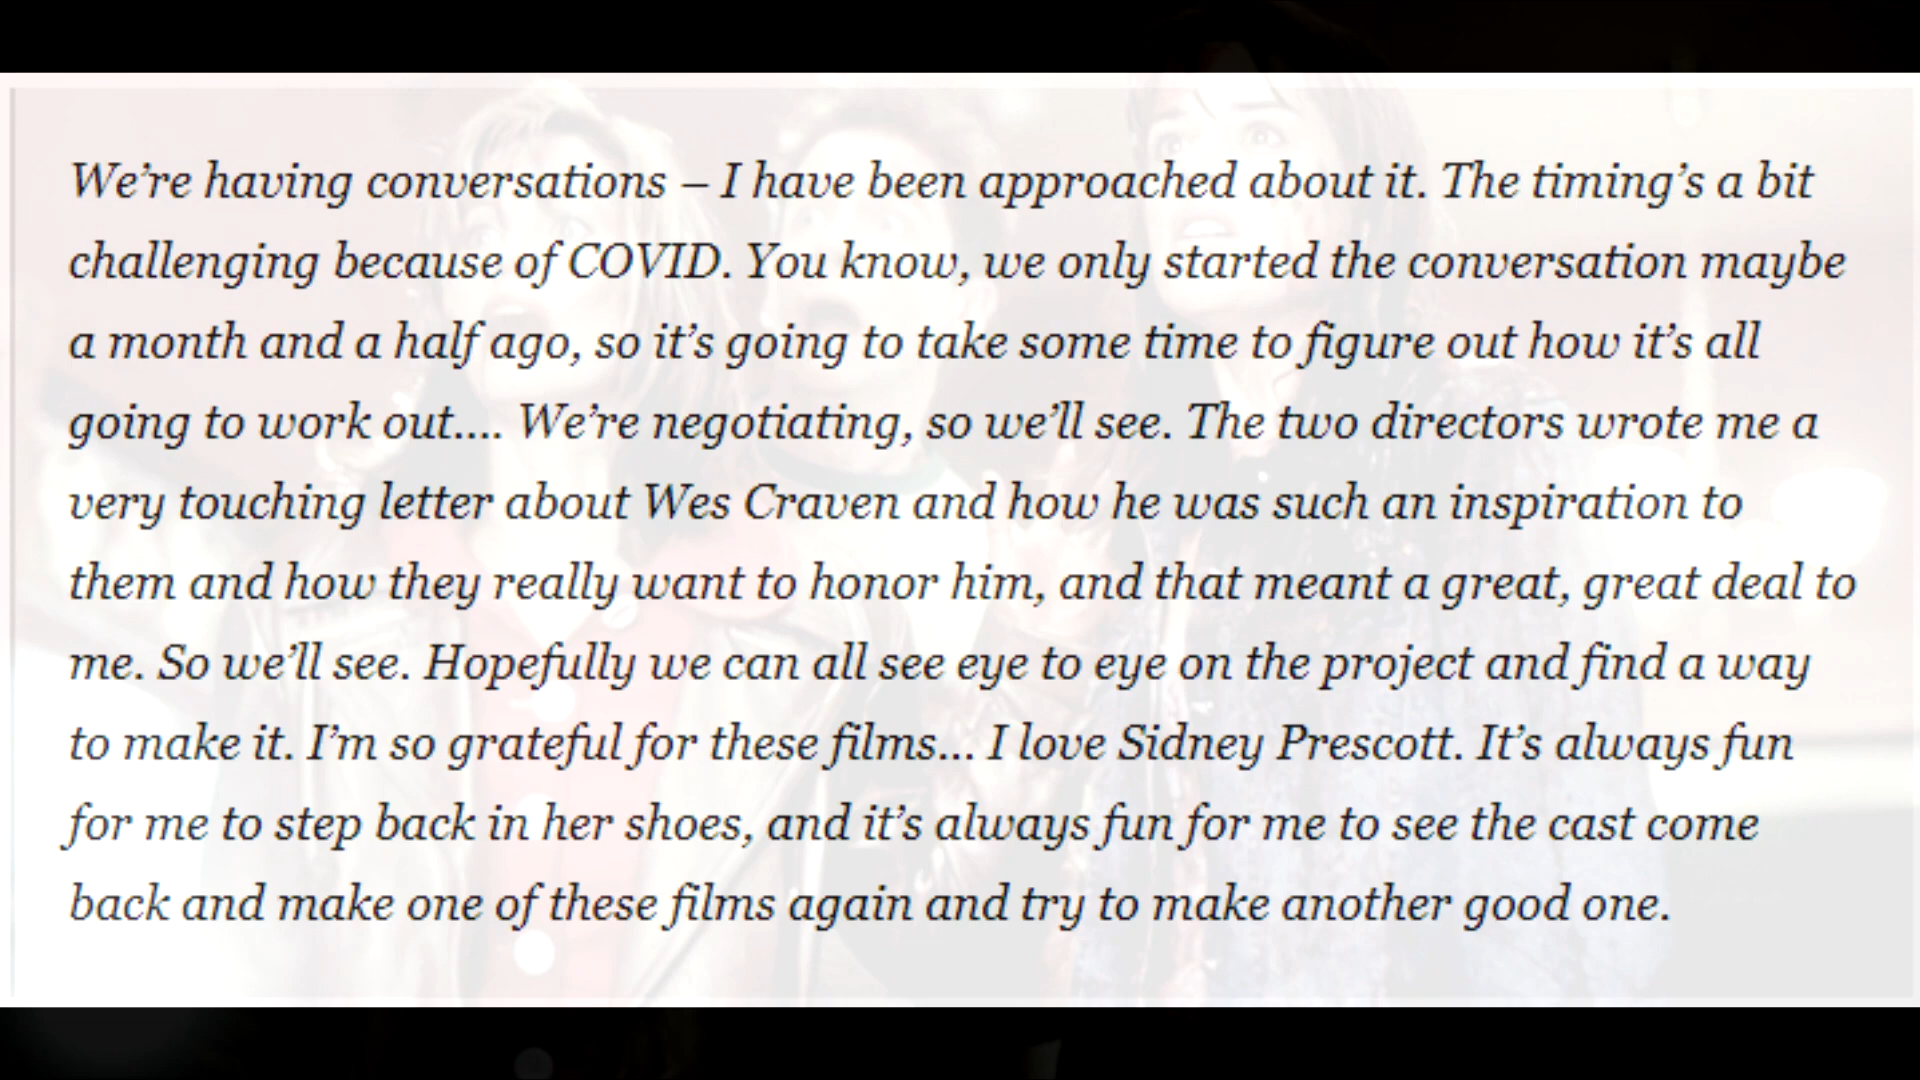 We’re having conversations – I have been approached about it. The timing’s a bit
challenging because of COVID. You know, we only started the conversation maybe
a month and a half ago, so it’s going to take some time to figure out how it’s all
going to work out…. We’re negotiating, so we’ll see. The two directors wrote me a
very touching letter about Wes Craven and how he was such an inspiration to
them and how they really want to honor him, and that meant a great, great deal to
me. So we’ll see. Hopefully we can all see eye to eye on the project and find a way
to make it. I’m so grateful for these films… I love Sidney Prescott. It’s always fun
for me to step back in her shoes, and it’s always fun for me to see the cast come
back and make one of these films again and try to make another good one.